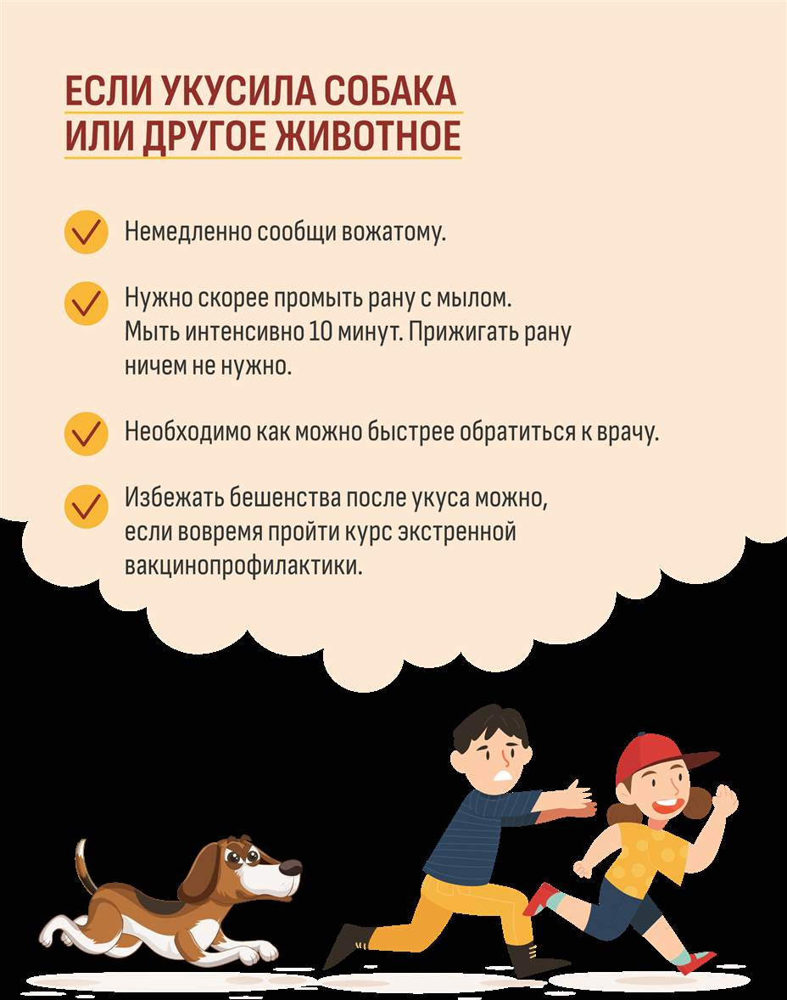 ЕСЛИ УКУСИЛА СОБАКА
ИЛИ ДРУГОЕ ЖИВОТНОЕ
Немедленно сообщи вожатому.
Нужно скорее промыть рану с мылом.
Мыть интенсивно 10 минут. Прижигать рану
ничем не нужно.
Необходимо как можно быстрее обратиться к врачу.
Избежать бешенства после укуса можно,
если вовремя пройти курс экстренной
вакцинопрофилактики.